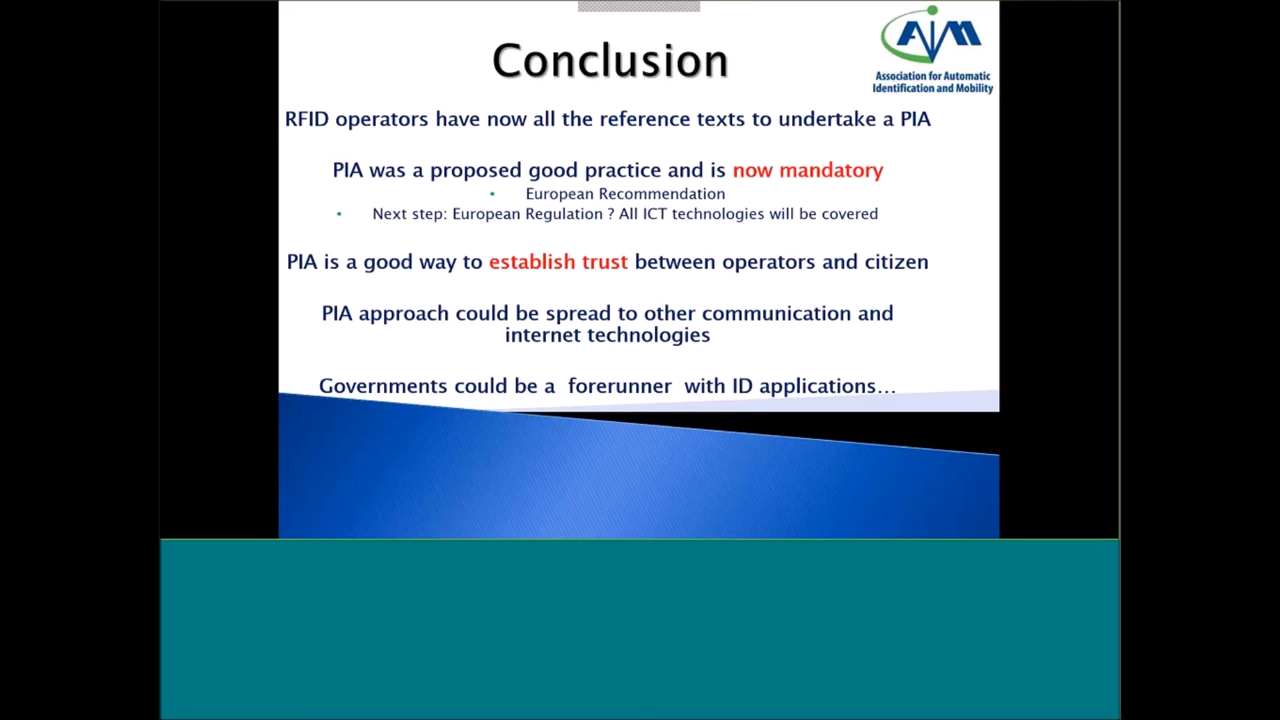 Conclusion
AIM
Association for Automatic
Identification and Mobility
RFID operators have now all the reference texts to undertake a PIA
PIA was a proposed good practice and is now mandatory
• European Recommendation
• Next step: European Regulation ? All ICT technologies will be covered
PIA is a good way to establish trust between operators and citizen
PIA approach could be spread to other communication and
internet technologies
Governments could be a forerunner with ID applications…